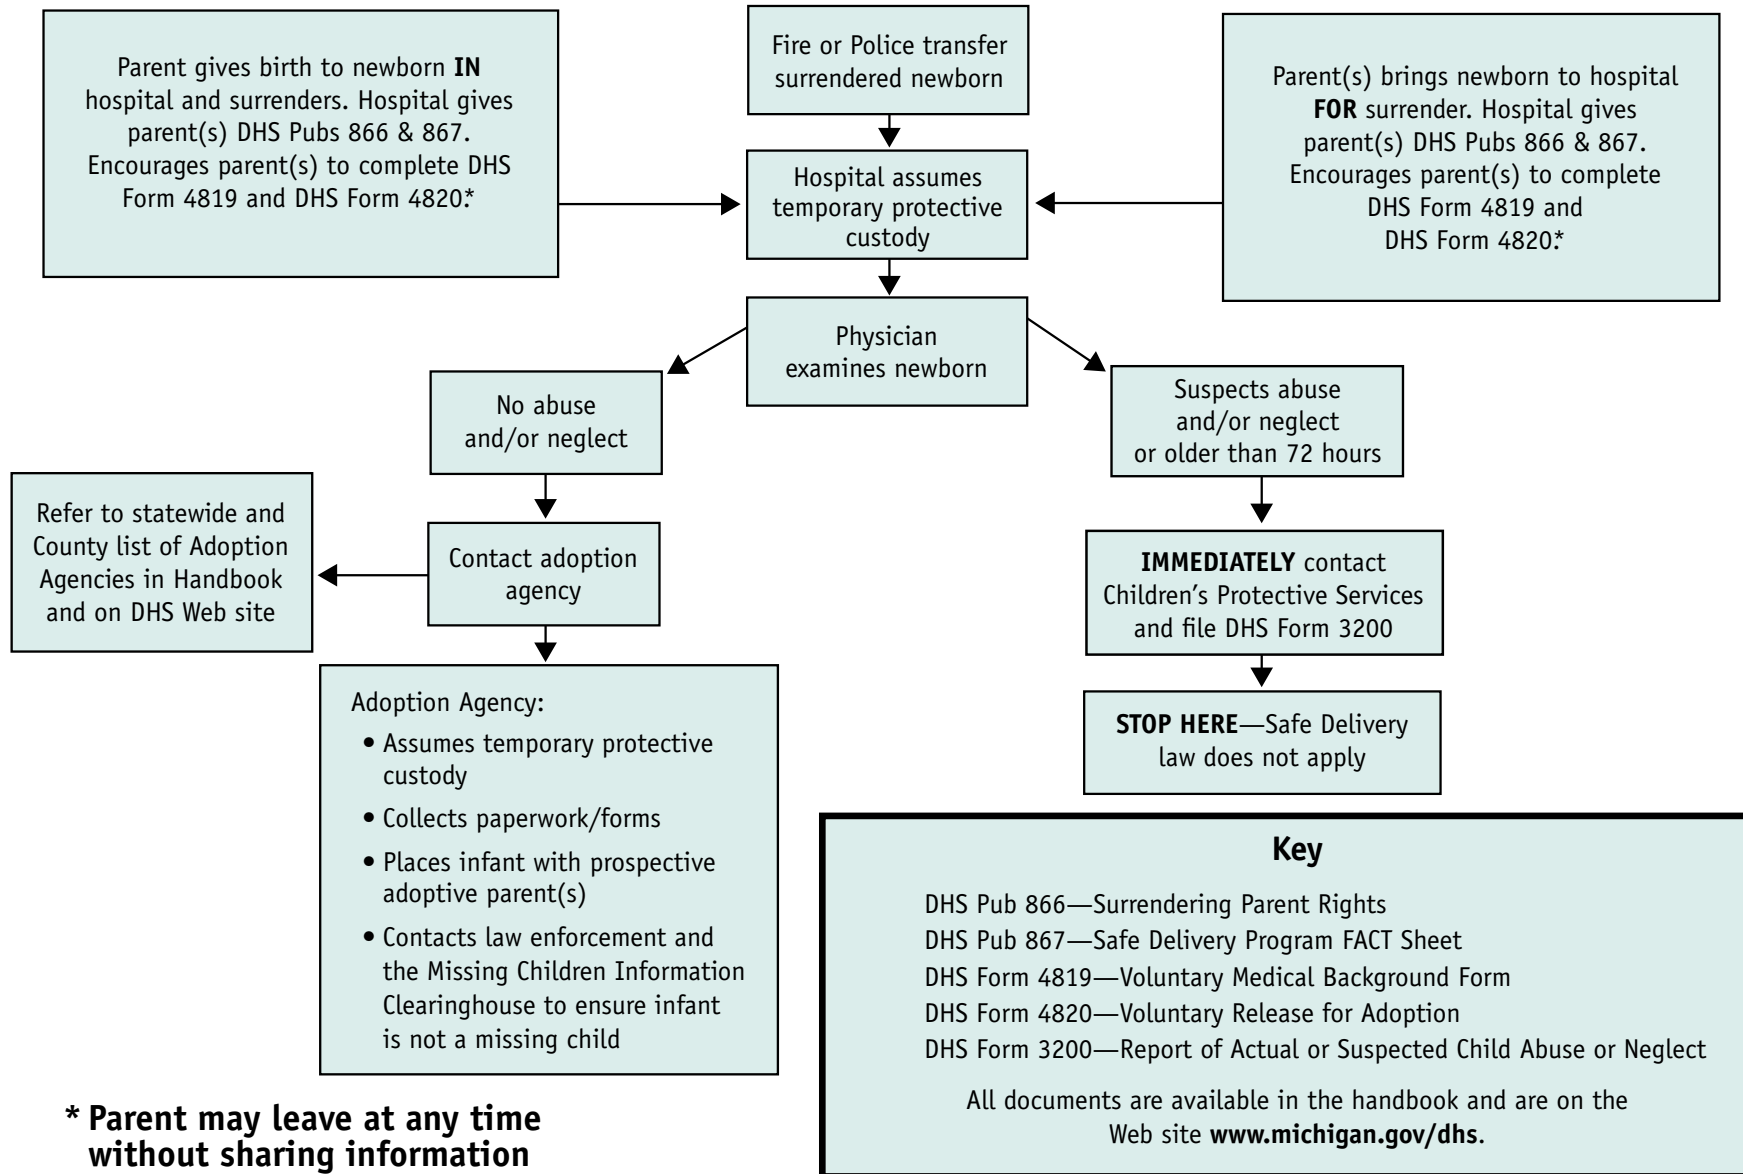 Parent gives birth to newborn IN
hospital and surrenders. Hospital gives
parent(s) DHS Pubs 866 & 867.
Encourages parent(s) to complete DHS
Form 4819 and DHS Form 4820.*
Fire or Police transfer
surrendered newborn
Parent(s) brings newborn to hospital
FOR surrender. Hospital gives
parent(s) DHS Pubs 866 & 867.
Encourages parent(s) to complete
DHS Form 4819 and
DHS Form 4820.*
Hospital assumes
temporary protective
custody
Physician
examines newborn
No abuse
and/or neglect
Suspects abuse
and/or neglect
or older than 72 hours
Refer to statewide and
County list of Adoption
Agencies in Handbook
and on DHS Web site
Contact adoption
agency
IMMEDIATELY contact
Children's Protective Services
and file DHS Form 3200
Adoption Agency:
• Assumes temporary protective
custody
• Collects paperwork/forms
• Places infant with prospective
adoptive parent(s)
• Contacts law enforcement and
the Missing Children Information
Clearinghouse to ensure infant
is not a missing child
STOP HERE—Safe Delivery
law does not apply
Key
DHS Pub 866—Surrendering Parent Rights
DHS Pub 867—Safe Delivery Program FACT Sheet
DHS Form 4819—Voluntary Medical Background Form
DHS Form 4820—Voluntary Release for Adoption
DHS Form 3200—Report of Actual or Suspected Child Abuse or Neglect
All documents are available in the handbook and are on the
Web site www.michigan.gov/dhs.
* Parent may leave at any time
without sharing information